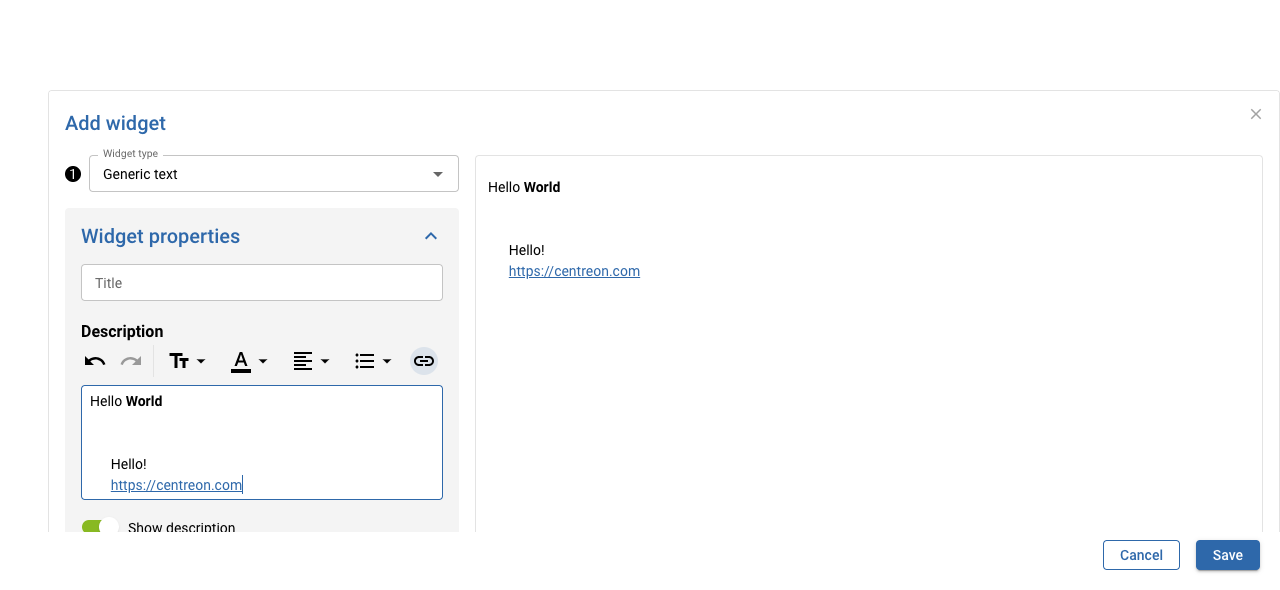 Add widget
Widget type
1
Generic text
Widget properties
Title
Description
Hello World
Hello!
https://centreon.com
Show description
Hello World
Hello!
https://centreon.com
Cancel
Save